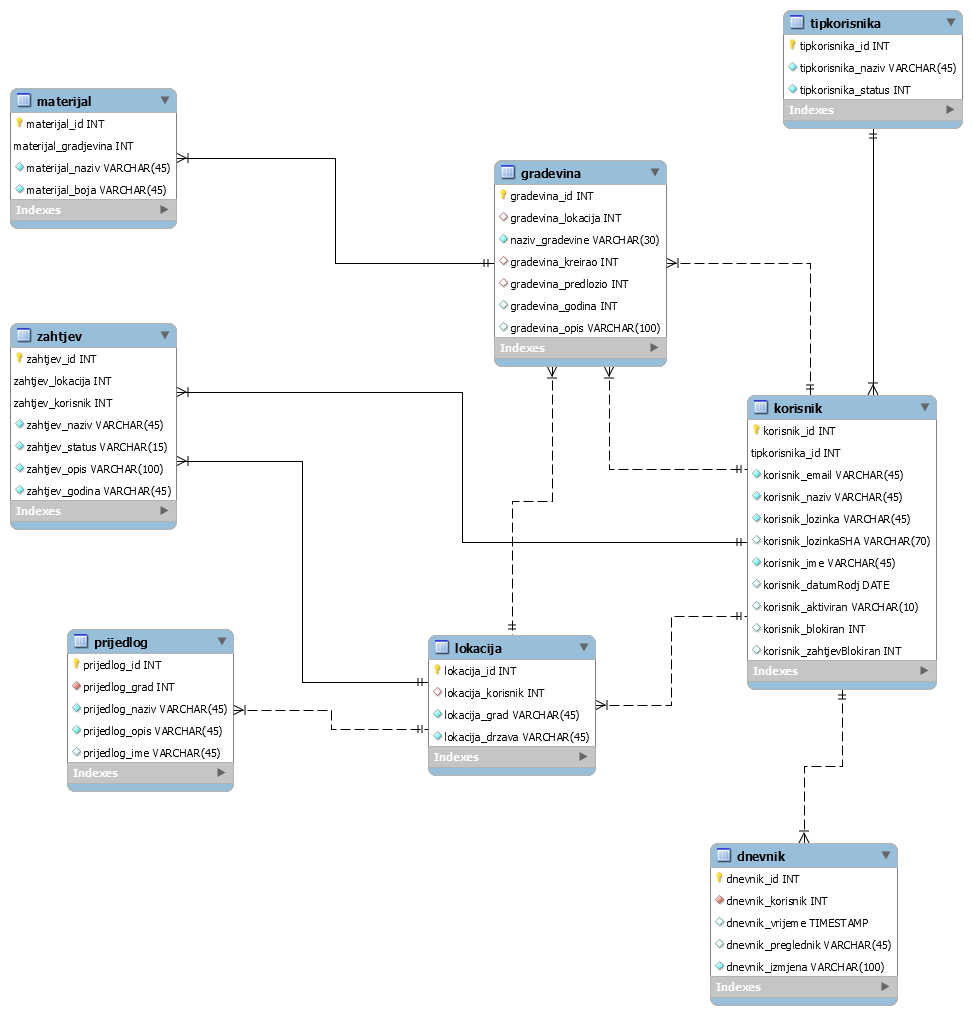 tipkorisnika
tipkorisnika_id INT
tipkorisnika_naziv VARCHAR(45)
tipkorisnika_status INT
Indexes
materijal
materijal_id INT
materijal_gradjevina INT
materijal_naziv VARCHAR(45)
materijal_boja VARCHAR(45)
Indexes
gradevina
gradevina_id INT
gradevina_lokacija INT
naziv_gradevine VARCHAR(30)
gradevina_kreirao INT
gradevina_predlozio INT
gradevina_godina INT
gradevina_opis VARCHAR(100)
Indexes
zahtjev
zahtjev_id INT
zahtjev_lokacija INT
zahtjev_korisnik INT
zahtjev_naziv VARCHAR(45)
zahtjev_status VARCHAR(15)
zahtjev_opis VARCHAR(100)
zahtjev_godina VARCHAR(45)
Indexes
korisnik
korisnik_id INT
tipkorisnika_id INT
korisnik_email VARCHAR(45)
korisnik_naziv VARCHAR(45)
korisnik_lozinka VARCHAR(45)
korisnik_lozinkaSHA VARCHAR(70)
korisnik_ime VARCHAR(45)
korisnik_datumRodj DATE
korisnik_aktiviran VARCHAR(10)
korisnik_blokiran INT
korisnik_zahtjevBlokiran INT
Indexes
prijedlog
prijedlog_id INT
prijedlog_grad INT
prijedlog_naziv VARCHAR(45)
prijedlog_opis VARCHAR(45)
prijedlog_ime VARCHAR(45)
Indexes
lokacija
lokacija_id INT
lokacija_korisnik INT
lokacija_grad VARCHAR(45)
lokacija_drzava VARCHAR(45)
Indexes
dnevnik
dnevnik_id INT
dnevnik_korisnik INT
dnevnik_vrijeme TIMESTAMP
dnevnik_preglednik VARCHAR(45)
dnevnik_izmjena VARCHAR(100)
Indexes